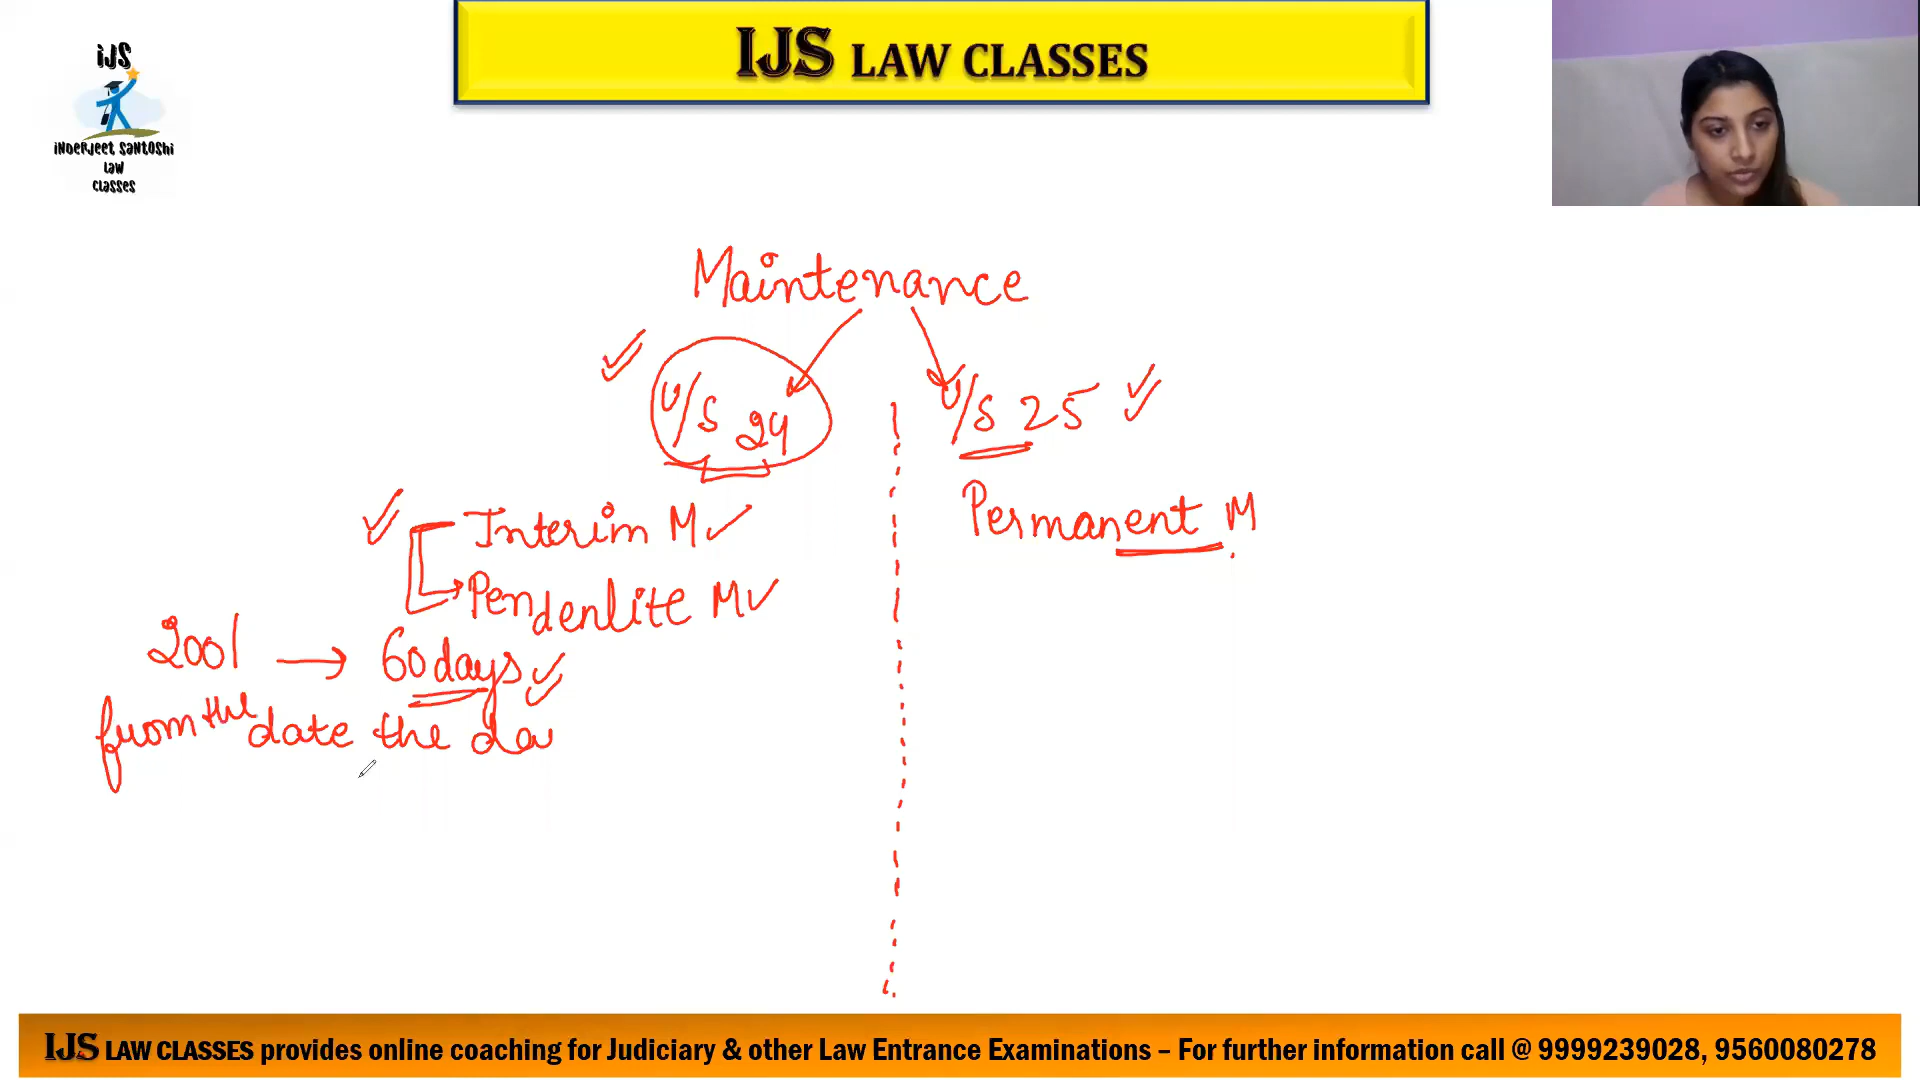 iJS
INDERJEET SANTOSHI
LAW
CLASSES
IJS LAW CLASSES
Maintenance
U/S 24
U/S 25
Interim M
Permanent M
Pendenlite M
2001 → 60 days
from the date the da
IJS LAW CLASSES provides online coaching for Judiciary & other Law Entrance Examinations – For further information call @ 9999239028, 9560080278